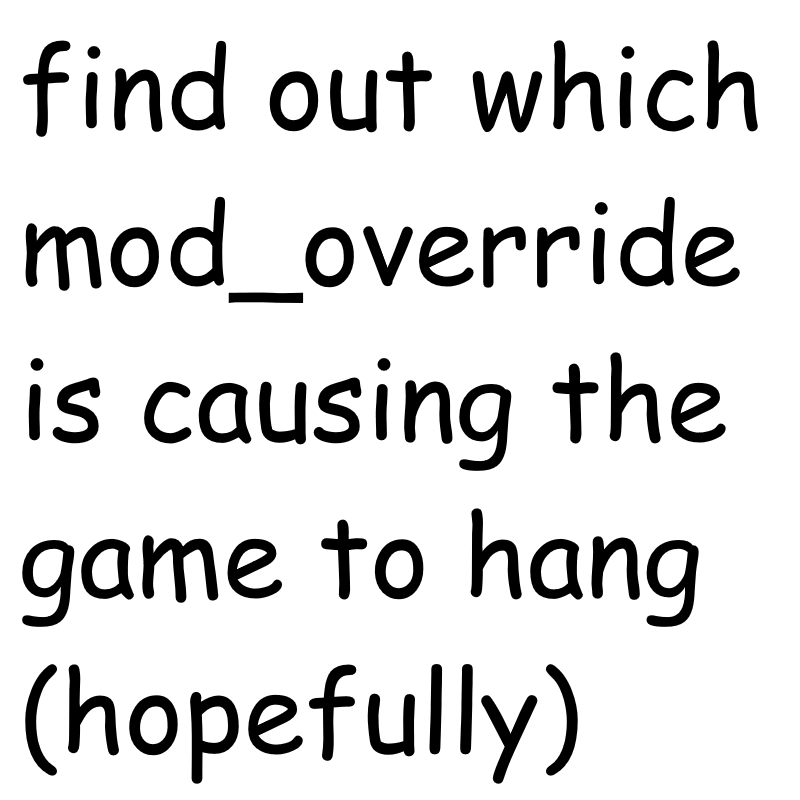 find out which
mod_override
is causing the
game to hang
(hopefully)